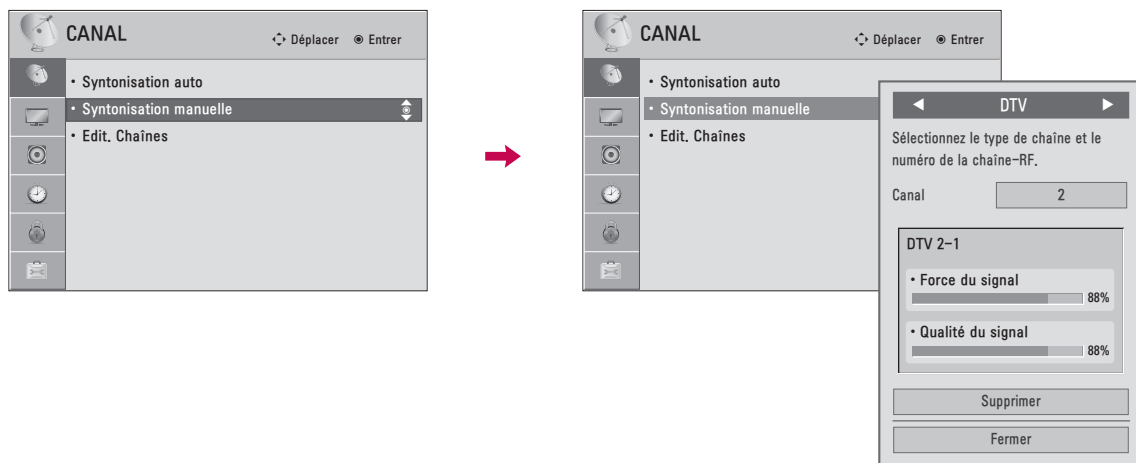 CANAL
Déplacer Entrer
• Syntonisation auto
• Syntonisation manuelle
• Edit. Chaînes
CANAL
Déplacer Entrer
• Syntonisation auto
• Syntonisation manuelle
• Edit. Chaînes
◀ DTV ▶
Sélectionnez le type de chaîne et le
numéro de la chaîne-RF.
Canal 2
DTV 2-1
• Force du signal
88%
• Qualité du signal
88%
Supprimer
Fermer